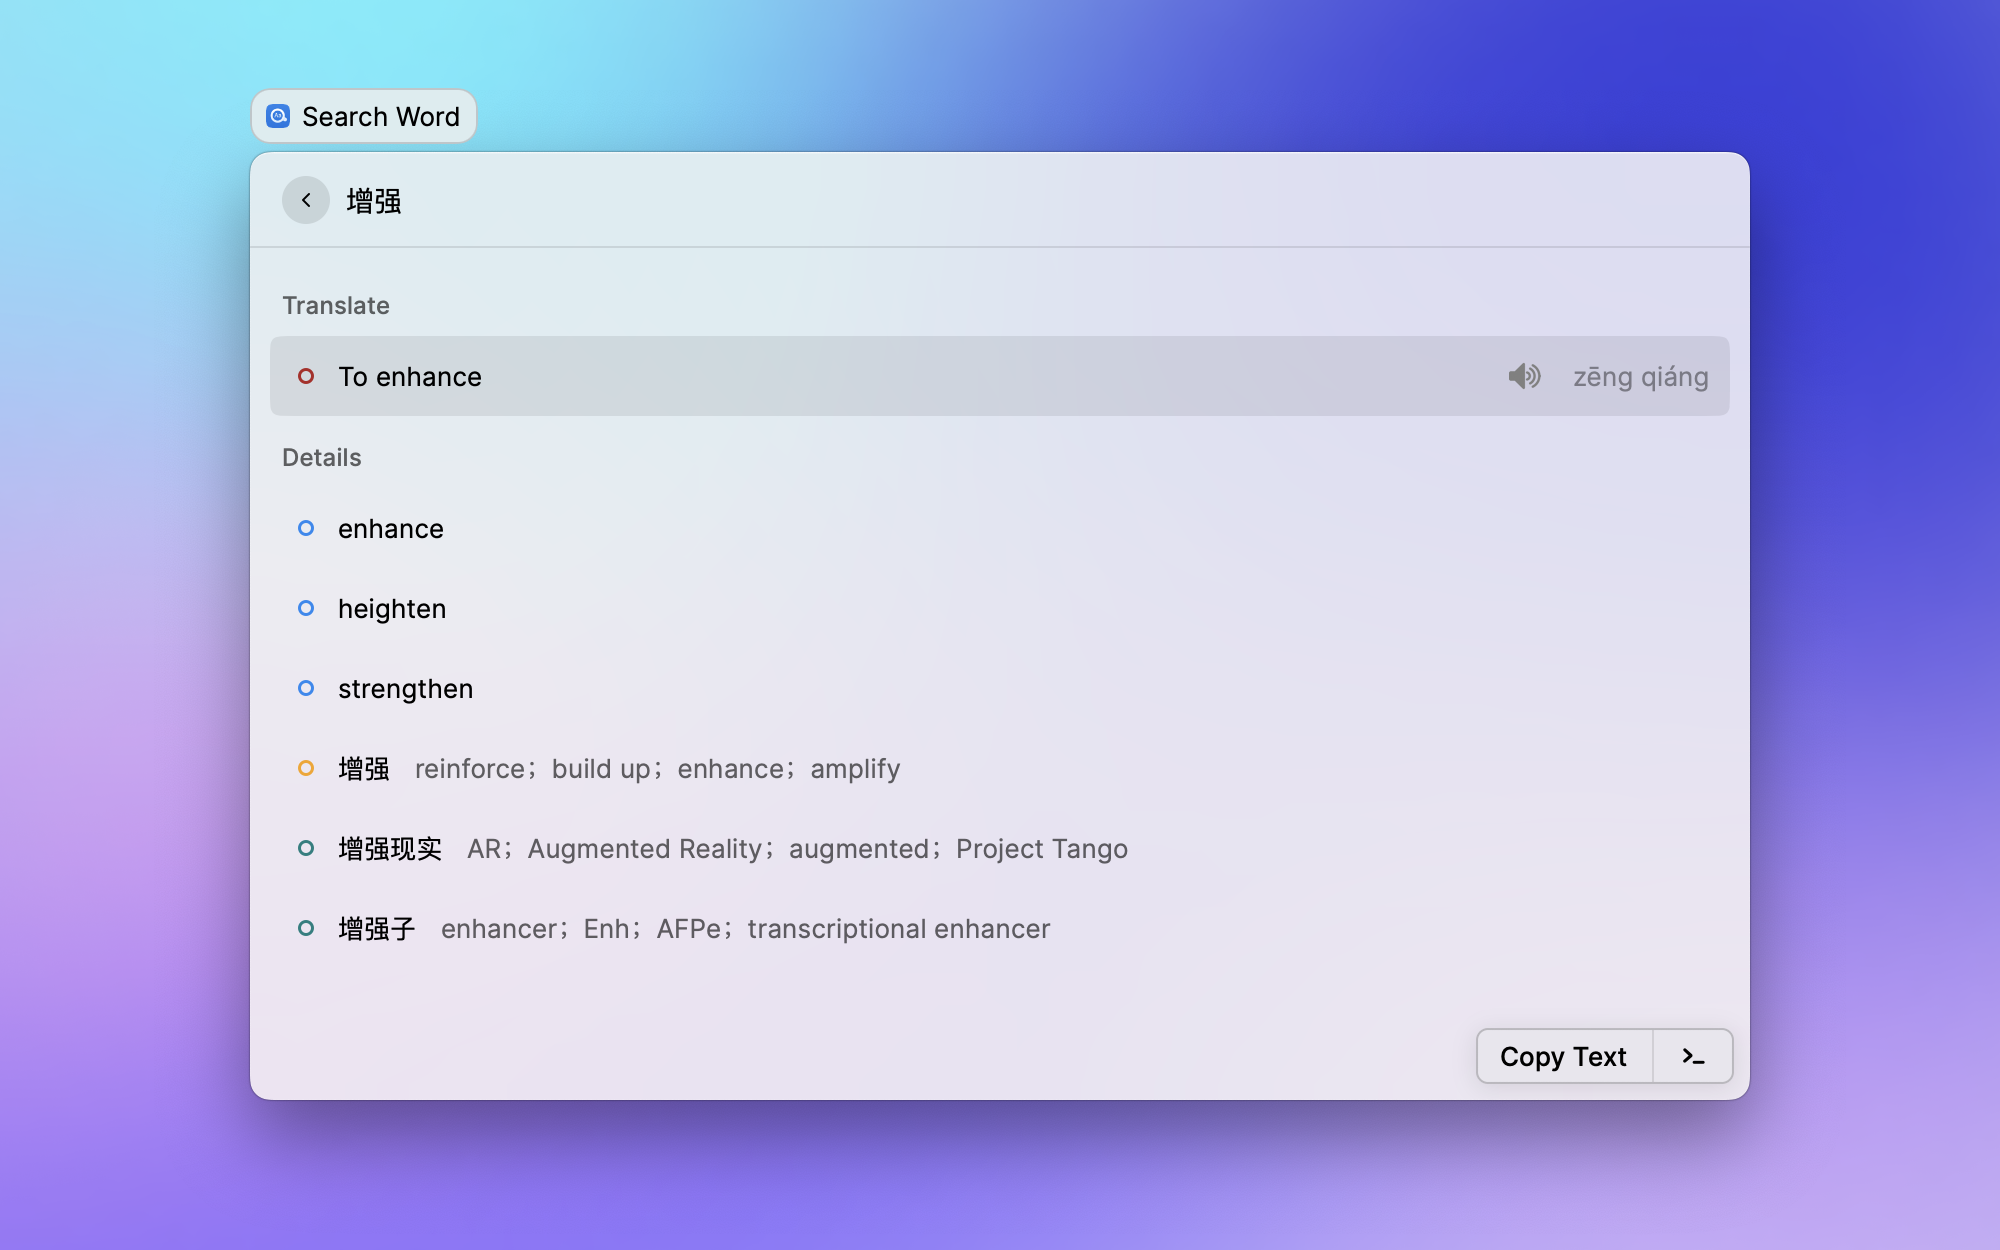 Search Word
增强
Translate
To enhance zēng qiáng
Details
enhance
heighten
strengthen
增强 reinforce；build up；enhance；amplify
增强现实 AR；Augmented Reality；augmented；Project Tango
增强子 enhancer；Enh；AFPe；transcriptional enhancer
Copy Text >_